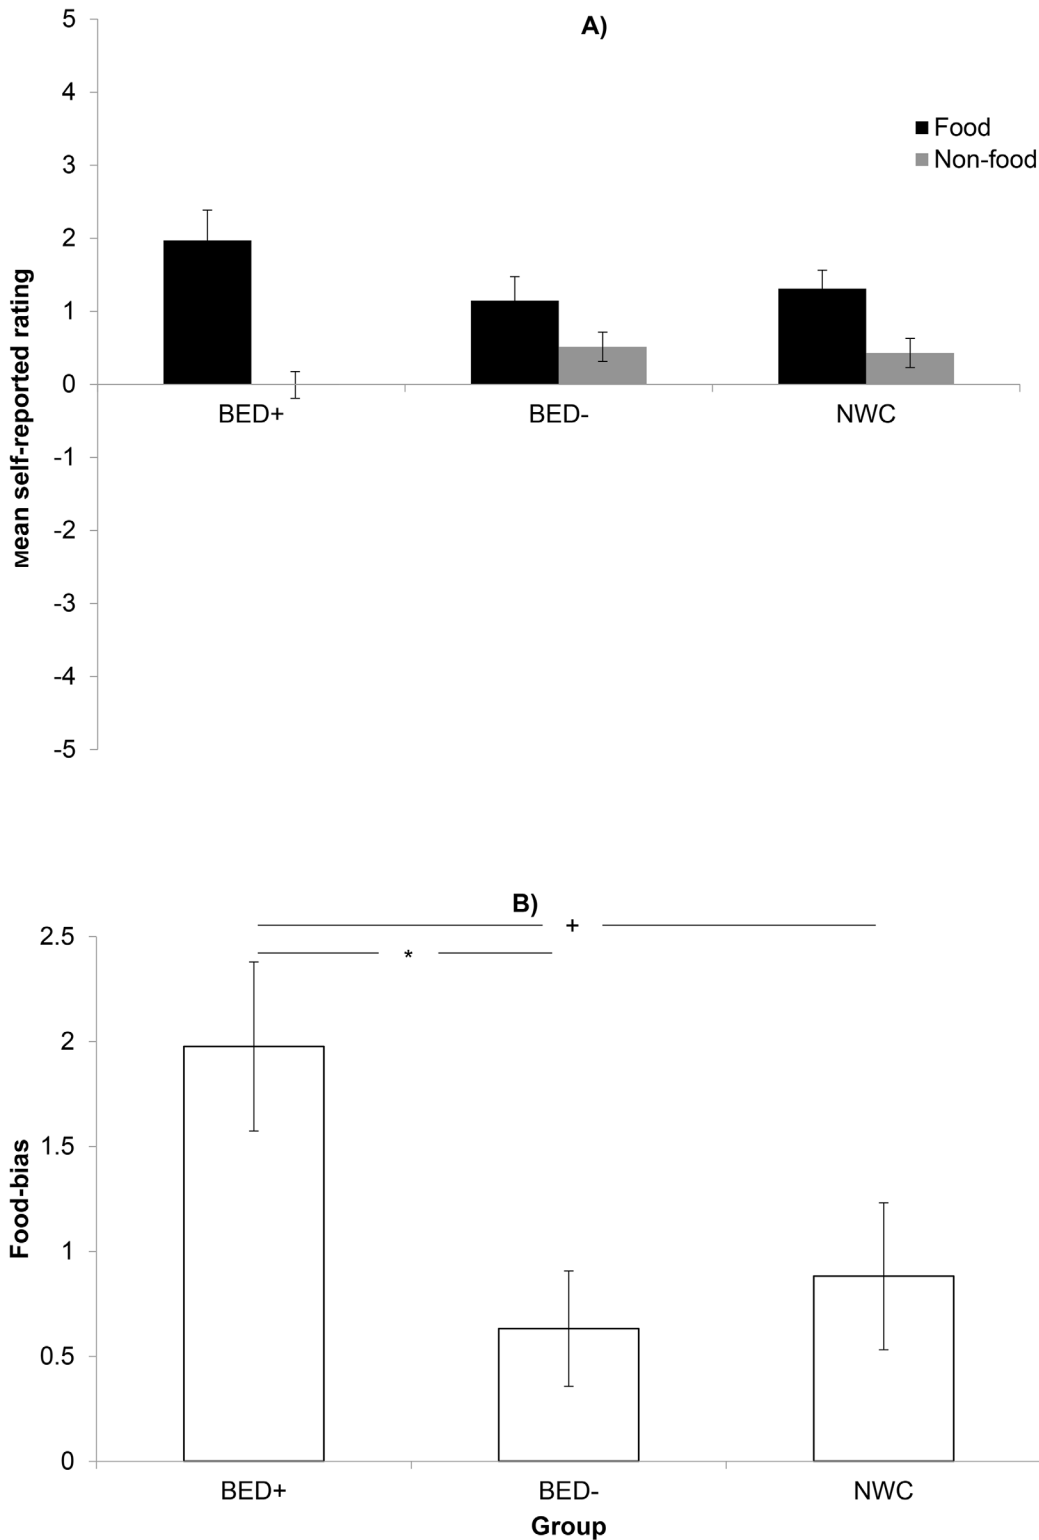 A)
5
4
3
2
1
0
-1
-2
-3
-4
-5
Mean self-reported rating
Food
Non-food
BED+ BED- NWC
B)
+
*
2.5
2
1.5
1
0.5
0
Food-bias
BED+ BED- NWC
Group